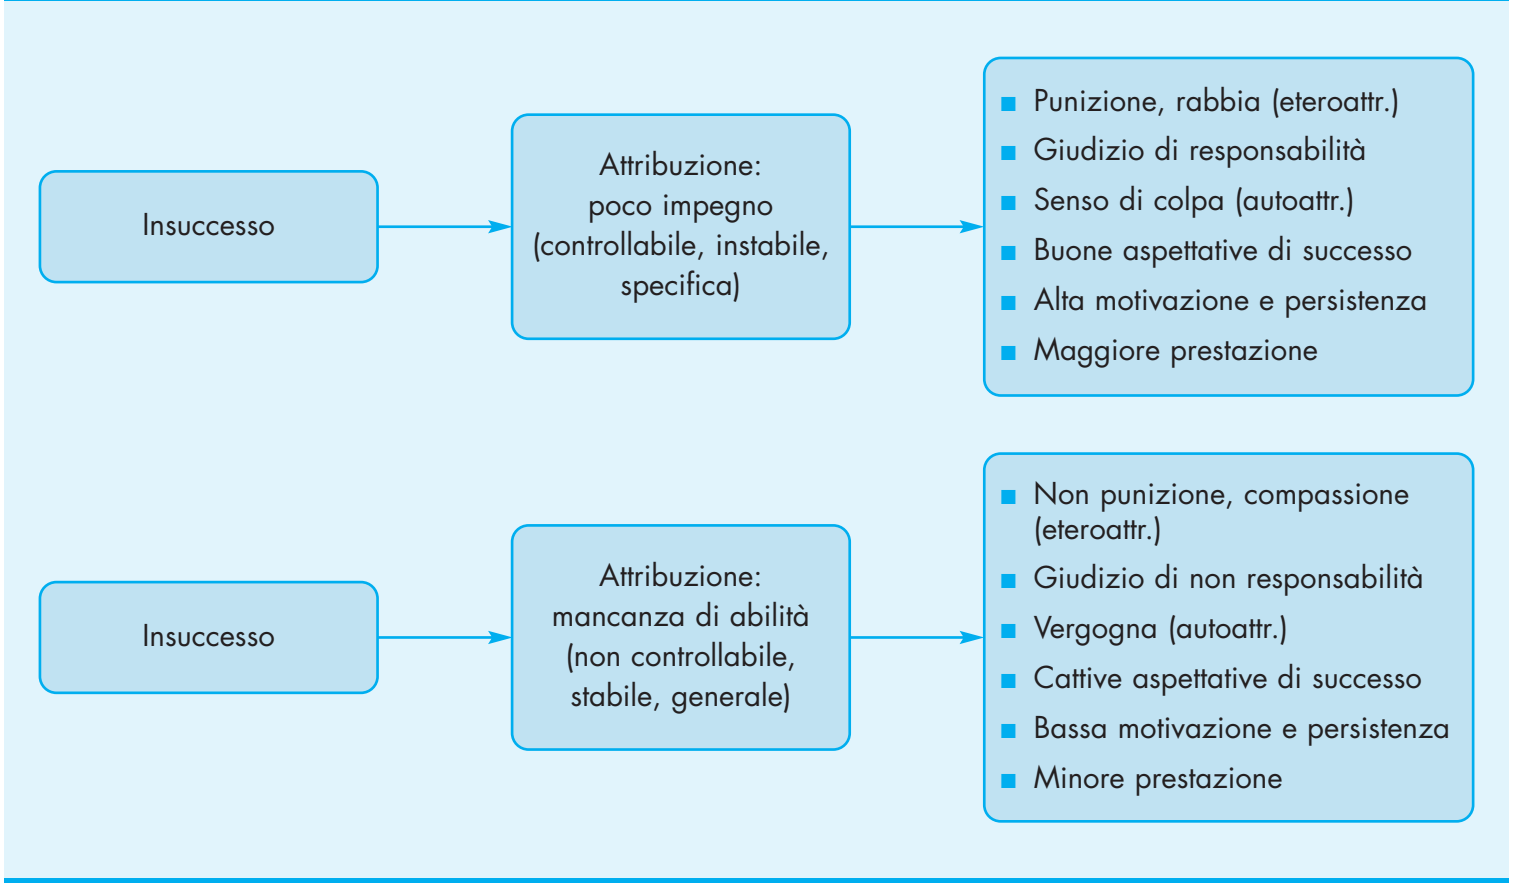 Insuccesso
Attribuzione:
poco impegno
(controllabile, instabile,
specifica)
Punizione, rabbia (eteroattr.)
Giudizio di responsabilità
Senso di colpa (autoattr.)
Buone aspettative di successo
Alta motivazione e persistenza
Maggiore prestazione
Insuccesso
Attribuzione:
mancanza di abilità
(non controllabile,
stabile, generale)
Non punizione, compassione
(eteroattr.)
Giudizio di non responsabilità
Vergogna (autoattr.)
Cattive aspettative di successo
Bassa motivazione e persistenza
Minore prestazione